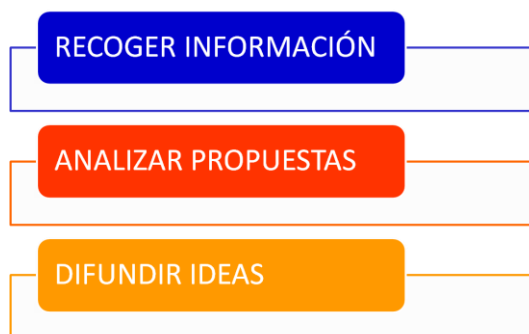 RECOGER INFORMACIÓN
ANALIZAR PROPUESTAS
DIFUNDIR IDEAS